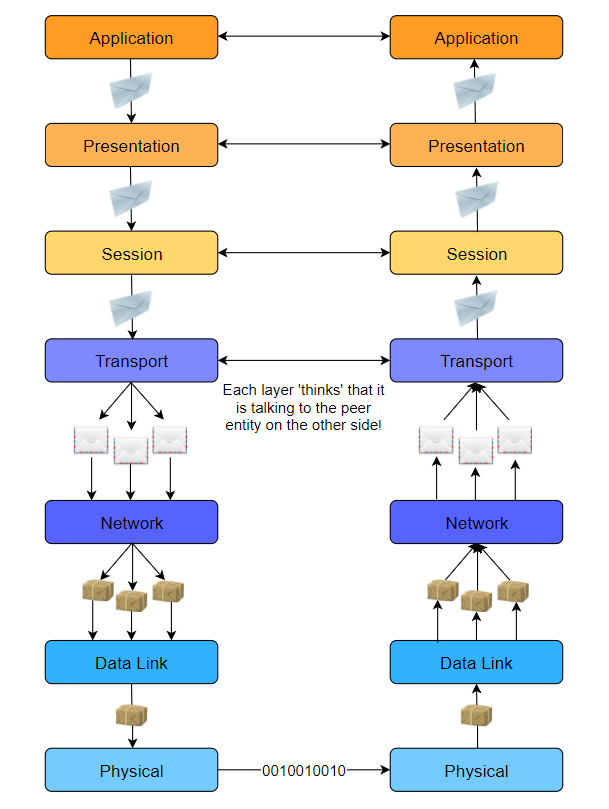 Application
Application
Presentation
Presentation
Session
Session
Transport
Transport
Each layer 'thinks' that it
is talking to the peer
entity on the other side!
Network
Network
Data Link
Data Link
Physical
0010010010
Physical